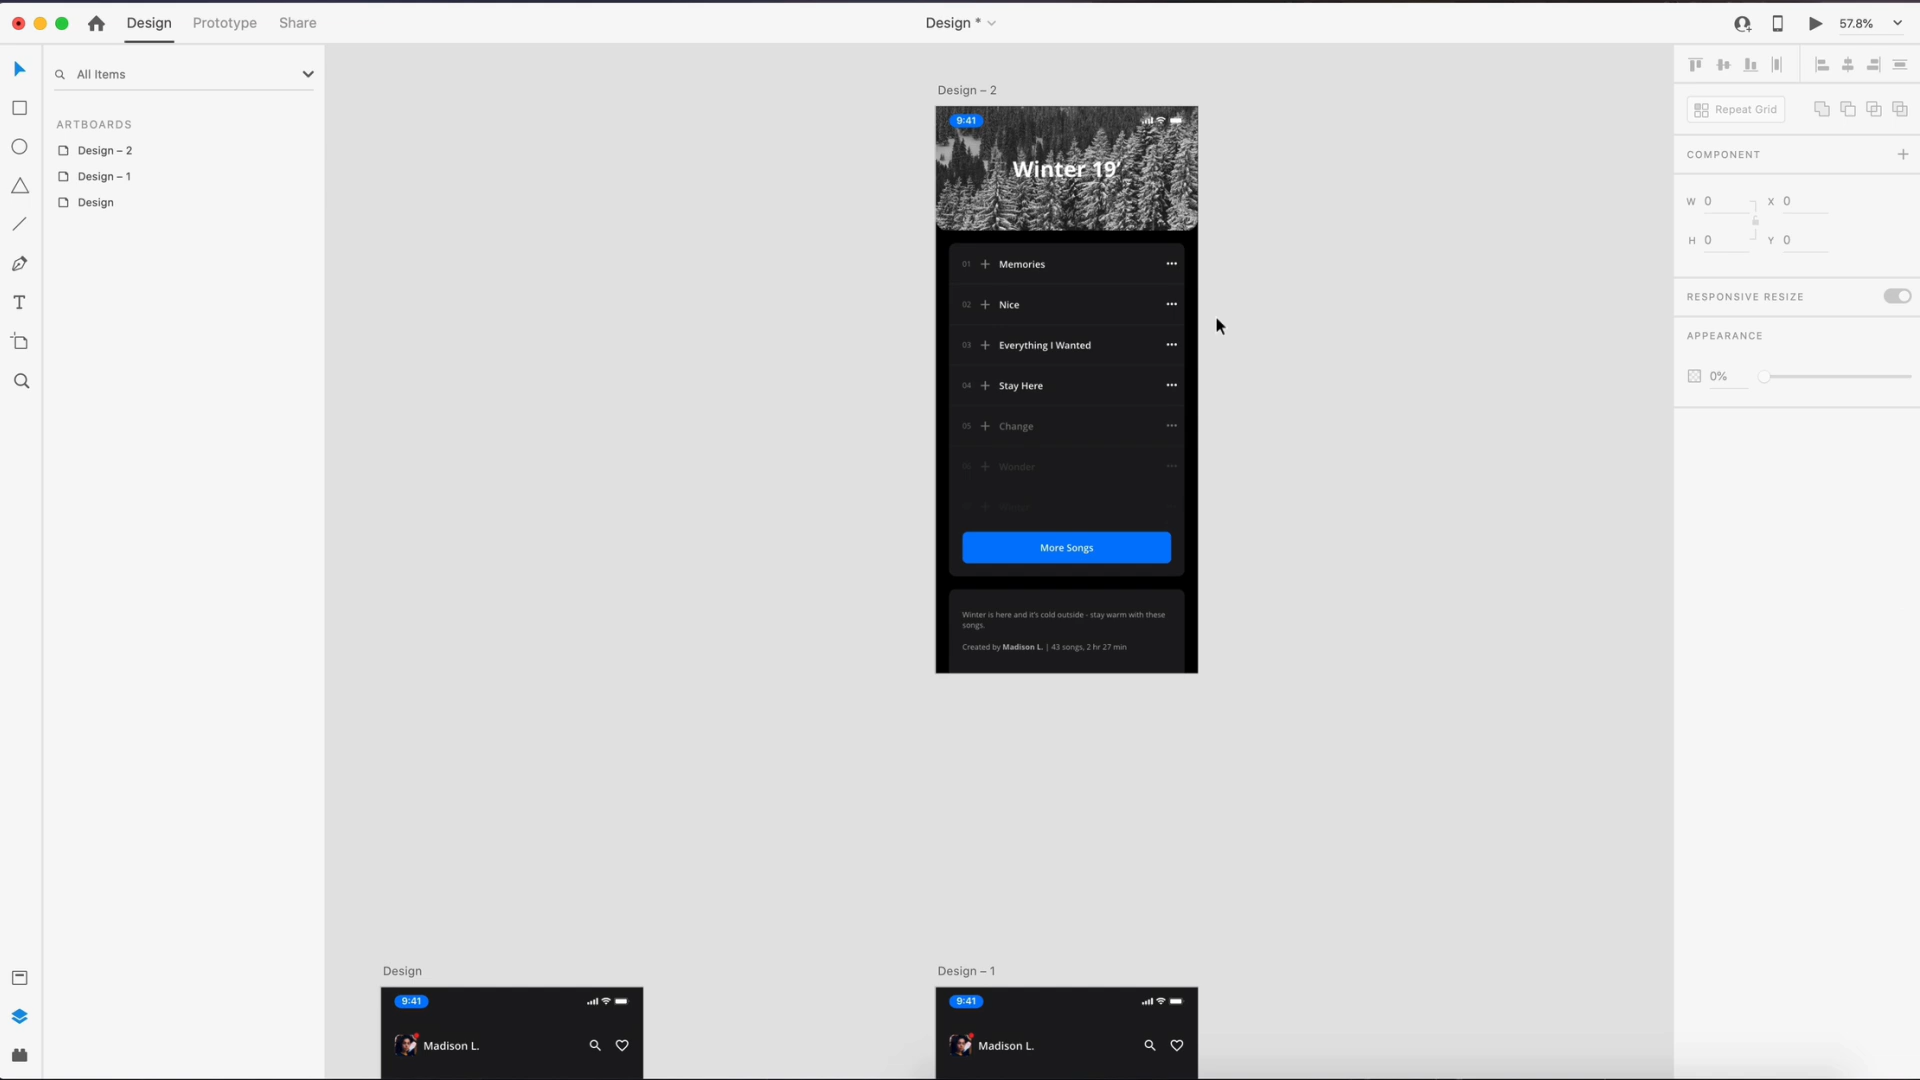 Design
Prototype
Share
Design *
57.8%
All Items
ARTBOARDS
Design – 2
Design – 1
Design
Design – 2
9:41
Winter 19'
01 Memories
02 Nice
03 Everything I Wanted
04 Stay Here
05 Change
Wonder
More Songs
Winter is here and it's cold outside - stay warm with these
songs.
Created by Madison L. | 43 songs, 2 hr 27 min
Design
9:41
Madison L.
Design – 1
9:41
Madison L.
Repeat Grid
COMPONENT
W 0 X 0
H 0 Y 0
RESPONSIVE RESIZE
APPEARANCE
0%